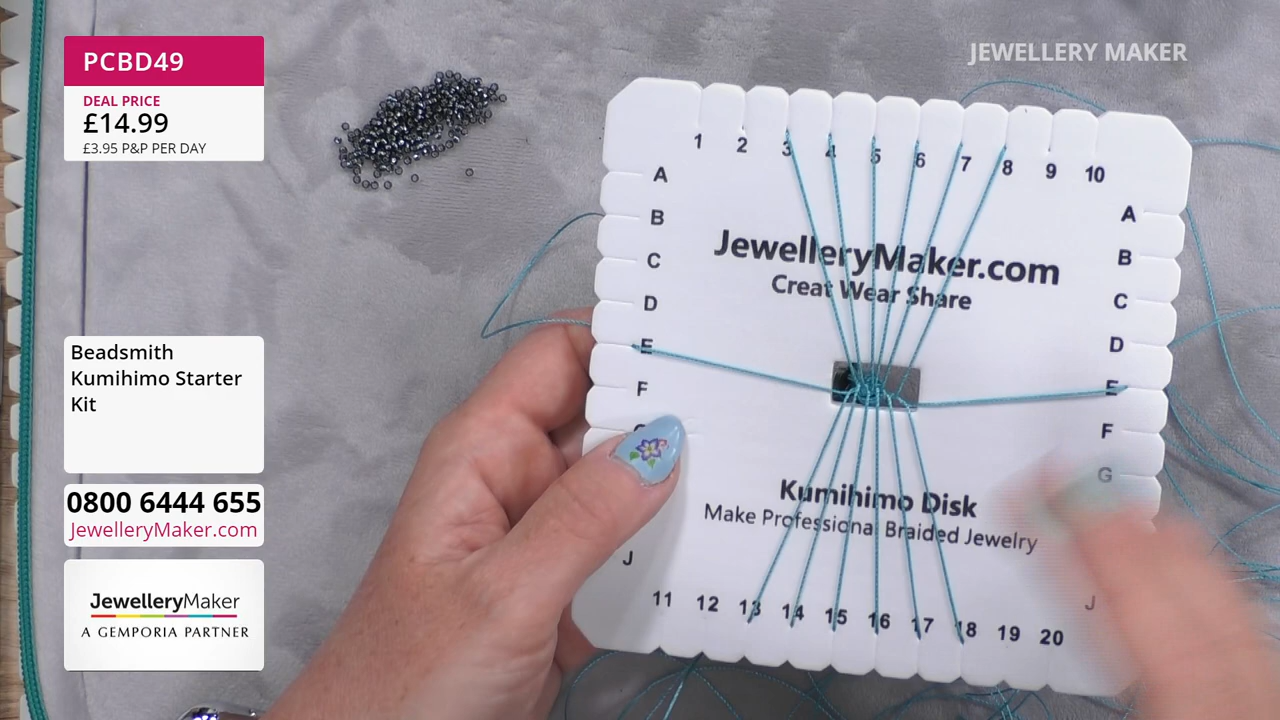 PCBD49
DEAL PRICE
£14.99
£3.95 P&P PER DAY
Beadsmith
Kumihimo Starter
Kit
0800 6444 655
JewelleryMaker.com
JewelleryMaker
A GEMPORIA PARTNER
JEWELLERY MAKER
1 2 3 4 5 6 7 8 9 10
A
B
C
D
E
F
J
JewelleryMaker.com
Creat Wear Share
A
B
C
D
E
F
G
J
Kumihimo Disk
Make Professional Braided Jewelry
11 12 13 14 15 16 17 18 19 20